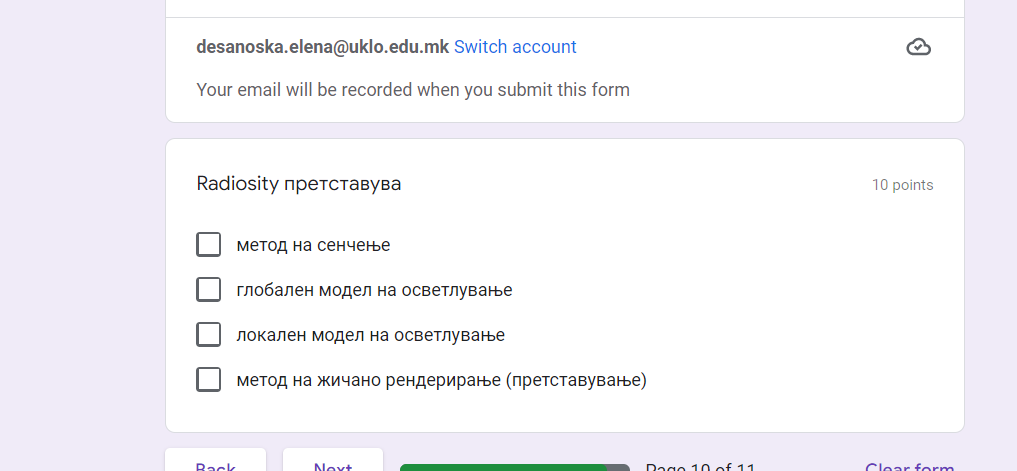 desanoska.elena@uklo.edu.mk Switch account
Your email will be recorded when you submit this form
Radiosity претставува 10 points
метод на сенчење
глобален модел на осветлување
локален модел на осветлување
метод на жичано рендерирање (претставување)
Back Next Page 10 of 11 Clear form